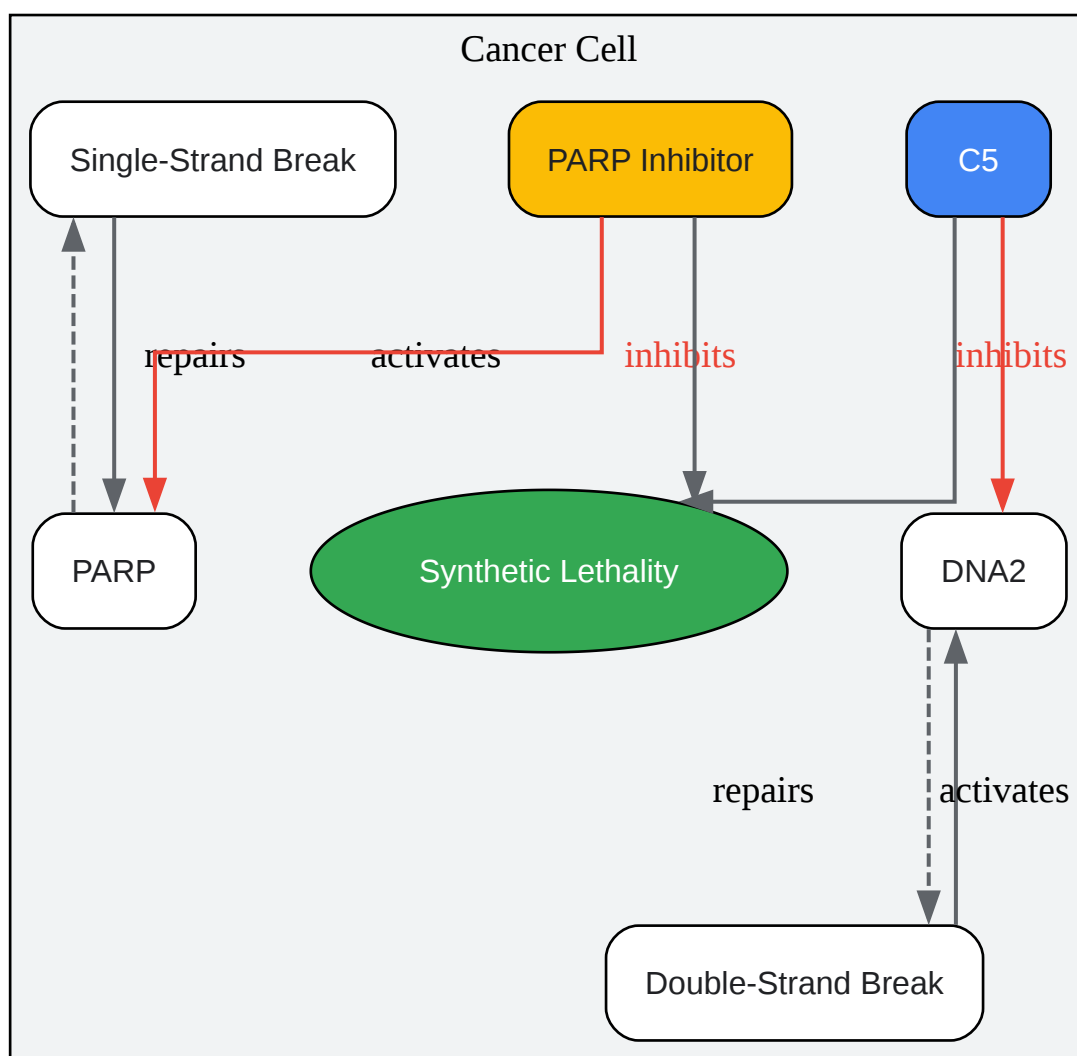 Cancer Cell
Single-Strand Break
PARP Inhibitor
C5
repairs
activates
inhibits
inhibits
PARP
Synthetic Lethality
DNA2
repairs
activates
Double-Strand Break